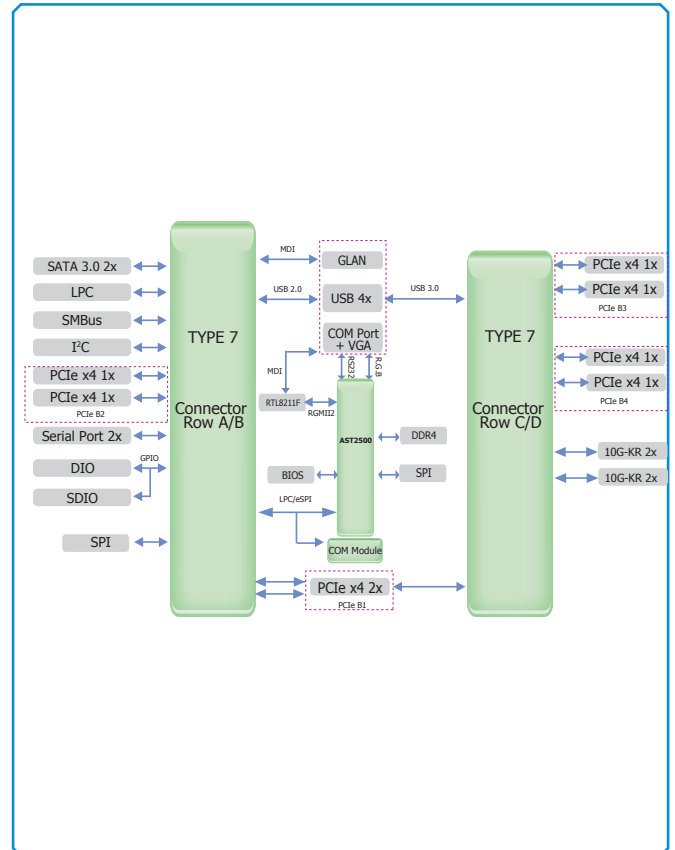 SATA 3.0 2x
LPC
SMBus
I²C
PCIe x4 1x
PCIe x4 1x
PCIe B2
Serial Port 2x
GPIO
DIO
SDIO
SPI
TYPE 7
Connector
Row A/B
MDI
USB 2.0
MDI
RTL8211F
RGMII2
GLAN
USB 4x
COM Port
+ VGA
RS232
R.G.B
USB 3.0
AST2500
DDR4
BIOS
SPI
LPC/eSPI
COM Module
PCIe x4 2x
PCIe B1
TYPE 7
Connector
Row C/D
PCIe x4 1x
PCIe x4 1x
PCIe B3
PCIe x4 1x
PCIe x4 1x
PCIe B4
10G-KR 2x
10G-KR 2x